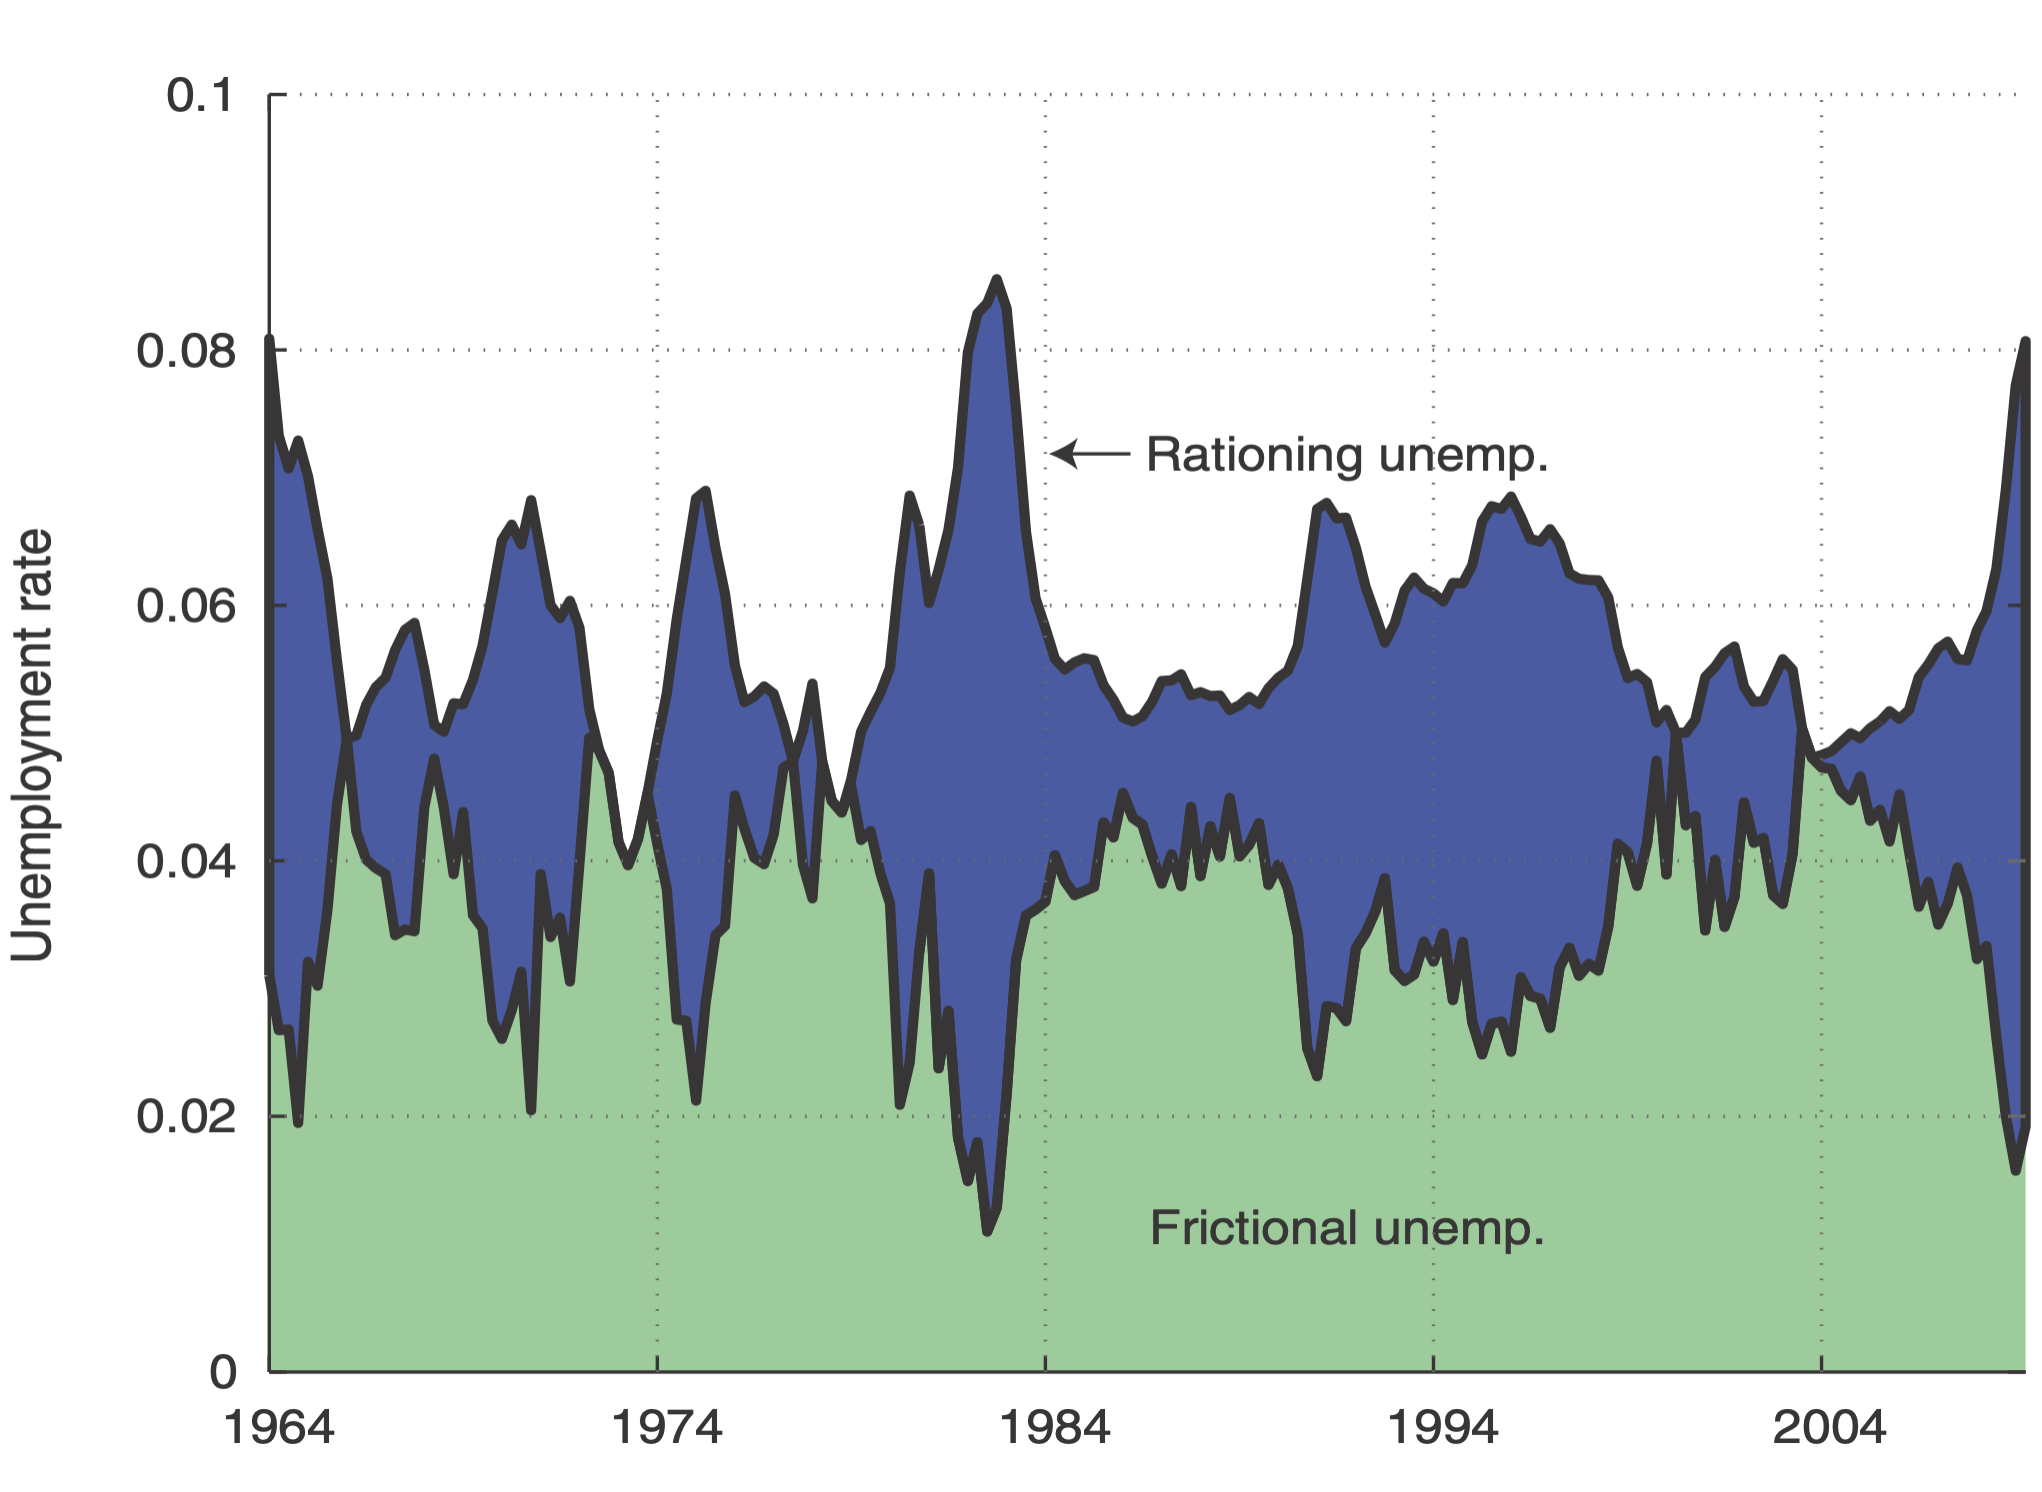 0.1
0.08
Rationing unemp.
0.06
Unemployment rate
0.04
0.02
Frictional unemp.
0
1964 1974 1984 1994 2004